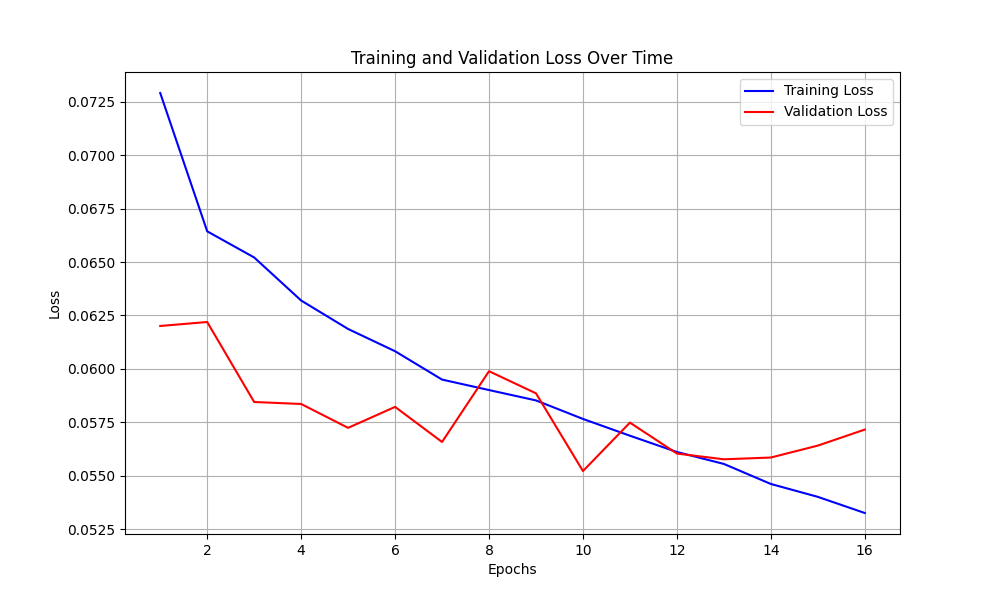 Training and Validation Loss Over Time
Training Loss
Validation Loss
0.0725
0.0700
0.0675
0.0650
0.0625
0.0600
0.0575
0.0550
0.0525
Loss
2 4 6 8 10 12 14 16
Epochs